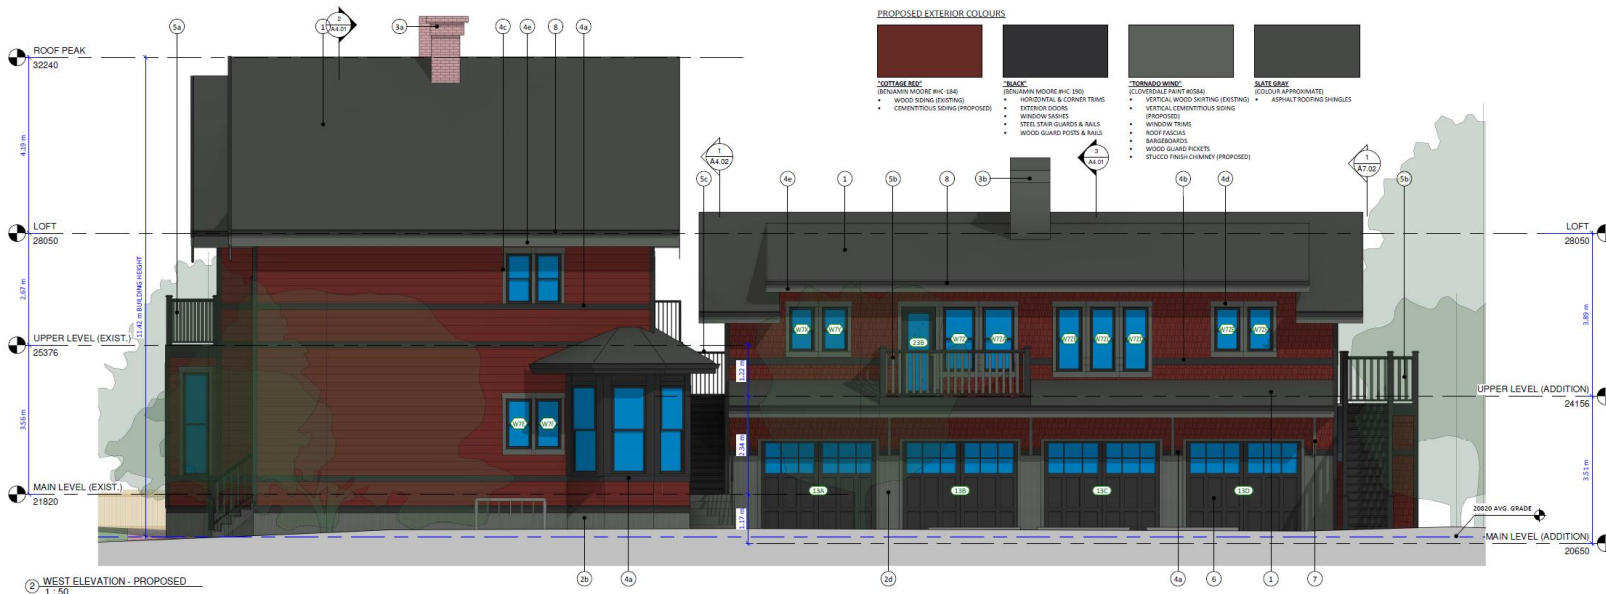 PROPOSED EXTERIOR COLOURS
"COTTAGE RED"
(BENJAMIN MOORE #HC-184)
• WOOD SIDING (EXISTING)
• CEMENTITIOUS SIDING (PROPOSED)
"BLACK"
(BENJAMIN MOORE #HC-190)
• HORIZONTAL & CORNER TRIMS
• EXTERIOR DOORS
• WINDOW SASHES
• STEEL STAIR GUARDS & RAILS
• WOOD GUARD POSTS & RAILS
"TORNADO WIND"
(CLOVERDALE PAINT #0584)
• VERTICAL WOOD SKIRTING (EXISTING)
• VERTICAL CEMENTITIOUS SIDING
(PROPOSED)
• WINDOW TRIMS
• ROOF FASCIAS
• BARGEBOARDS
• WOOD GUARD PICKETS
• STUCCO FINISH CHIMNEY (PROPOSED)
SLATE GRAY
(COLOUR APPROXIMATE)
• ASPHALT ROOFING SHINGLES
5a
1
2
A4.01
3a
4c
4e
8
4a
ROOF PEAK
32240
4.19 m
1
A4.02
3
A4.01
1
A7.02
5c
4e
1
5b
8
3b
4b
4d
5b
LOFT
28050
LOFT
28050
2.67 m
11.42 m BUILDING HEIGHT
3.89 m
W7X
W7Y
23B
W7Z
UPPER LEVEL (EXIST.)
25376
1.22 m
UPPER LEVEL (ADDITION)
24156
3.56 m
W7E
W7F
2.34 m
3.51 m
13A
13B
13C
13D
MAIN LEVEL (EXIST.)
21820
1.17 m
20820 AVG. GRADE
MAIN LEVEL (ADDITION)
20650
2b
4a
2d
4a
6
1
7
2
WEST ELEVATION - PROPOSED
1 : 50